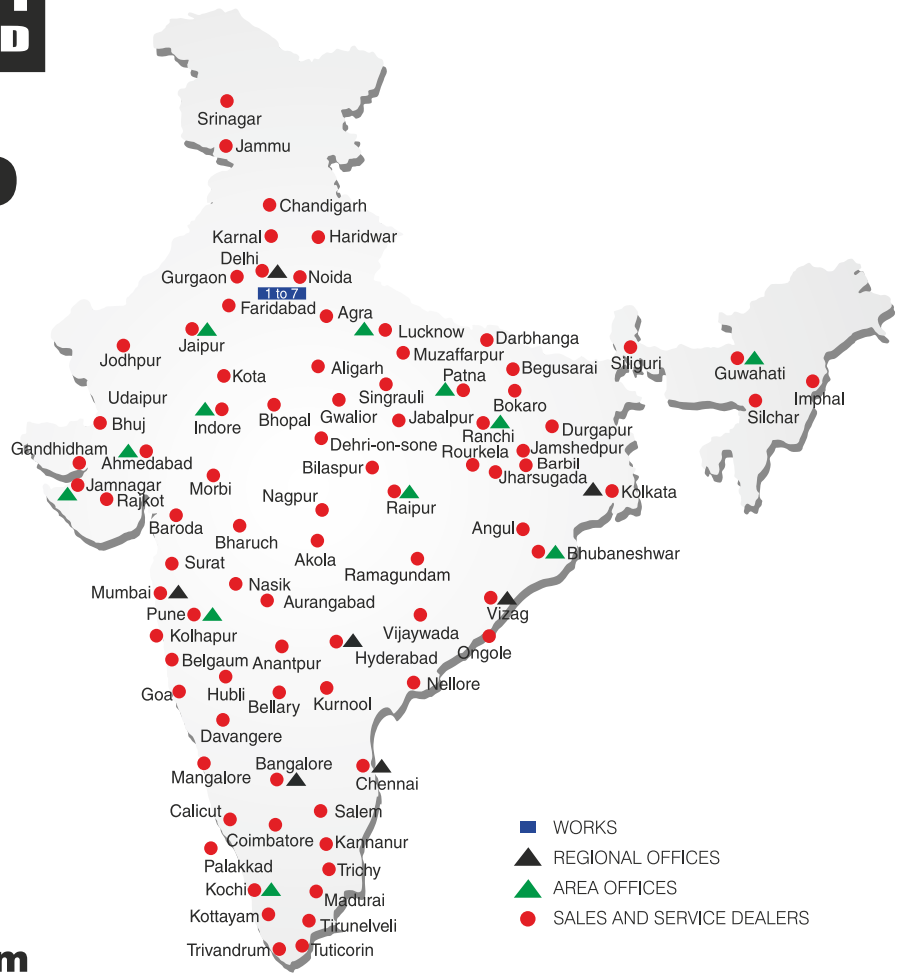 D
Srinagar
Jammu
Chandigarh
Karnal
Haridwar
Delhi
Gurgaon
Noida
1 to 7
Faridabad
Agra
Jaipur
Lucknow
Darbhanga
Jodhpur
Muzaffarpur
Siliguri
Guwahati
Aligarh
Begusarai
Kota
Patna
Imphal
Udaipur
Singrauli
Bokaro
Silchar
Bhuj
Indore
Bhopal
Gwalior
Jabalpur
Ranchi
Durgapur
Gandhidham
Ahmedabad
Dehri-on-sone
Rourkela
Jamshedpur
Bilaspur
Barbil
Jharsugada
Jamnagar
Morbi
Rajkot
Nagpur
Raipur
Kolkata
Baroda
Bharuch
Angul
Akola
Bhubaneshwar
Surat
Ramagundam
Nasik
Mumbai
Aurangabad
Pune
Vizag
Kolhapur
Vijaywada
Ongole
Belgaum
Anantpur
Hyderabad
Goa
Hubli
Nellore
Bellary
Kurnool
Davangere
Mangalore
Bangalore
Chennai
Calicut
Salem
Coimbatore
Kannanur
Palakkad
Trichy
Kochi
Madurai
Kottayam
Tirunelveli
Trivandrum
Tuticorin
WORKS
REGIONAL OFFICES
AREA OFFICES
SALES AND SERVICE DEALERS
m